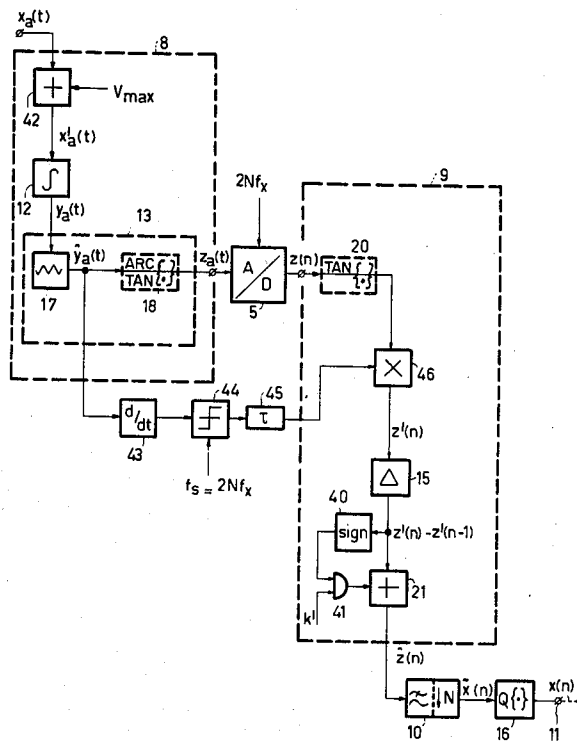 x_a(t)
8
+
42
V_max
x'_a(t)
∫
12
y_a(t)
13
17
ŷ_a(t)
ARC
TAN{·}
18
z_a(t)
2Nf_x
A/D
5
z(n)
9
20
TAN{·}
×
46
d/dt
43
44
45
τ
f_s = 2Nf_x
z'(n)
△
15
40
sign
z'(n)-z'(n-1)
k'
41
+
21
ẑ(n)
↓N
10
x̃(n)
Q{·}
16
x(n)
11